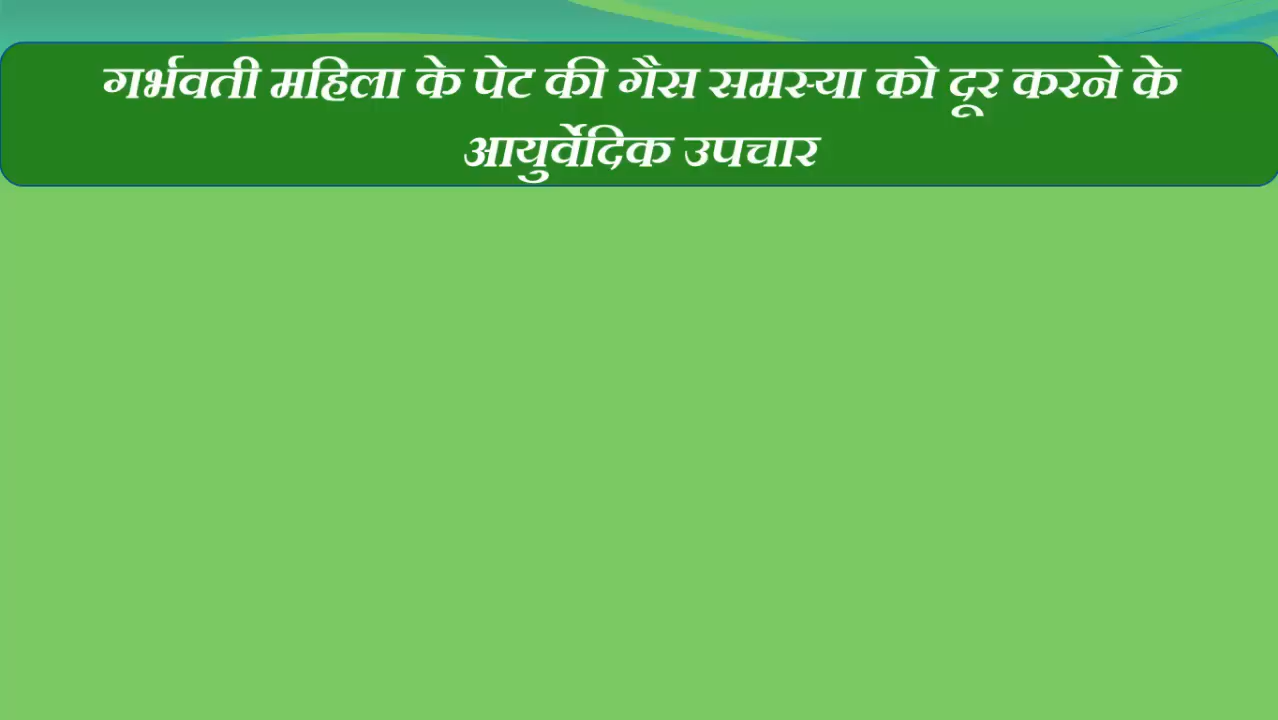 गर्भवती महिला के पेट की गैस समस्या को दूर करने के
आयुर्वेदिक उपचार